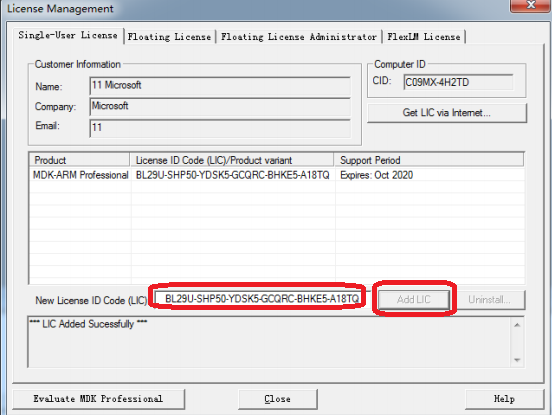 License Management
Single-User License Floating License Floating License Administrator FlexLM License
Customer Information
Name: 11 Microsoft
Company: Microsoft
Email: 11
Computer ID
CID: C09MX-4H2TD
Get LIC via Internet...
Product License ID Code (LIC)/Product variant Support Period
MDK-ARM Professional BL29U-SHP50-YDSK5-GCQRC-BHKE5-A18TQ Expires: Oct 2020
New License ID Code (LIC): BL29U-SHP50-YDSK5-GCQRC-BHKE5-A18TQ Add LIC Uninstall...
*** LIC Added Sucessfully ***
Evaluate MDK Professional Close Help